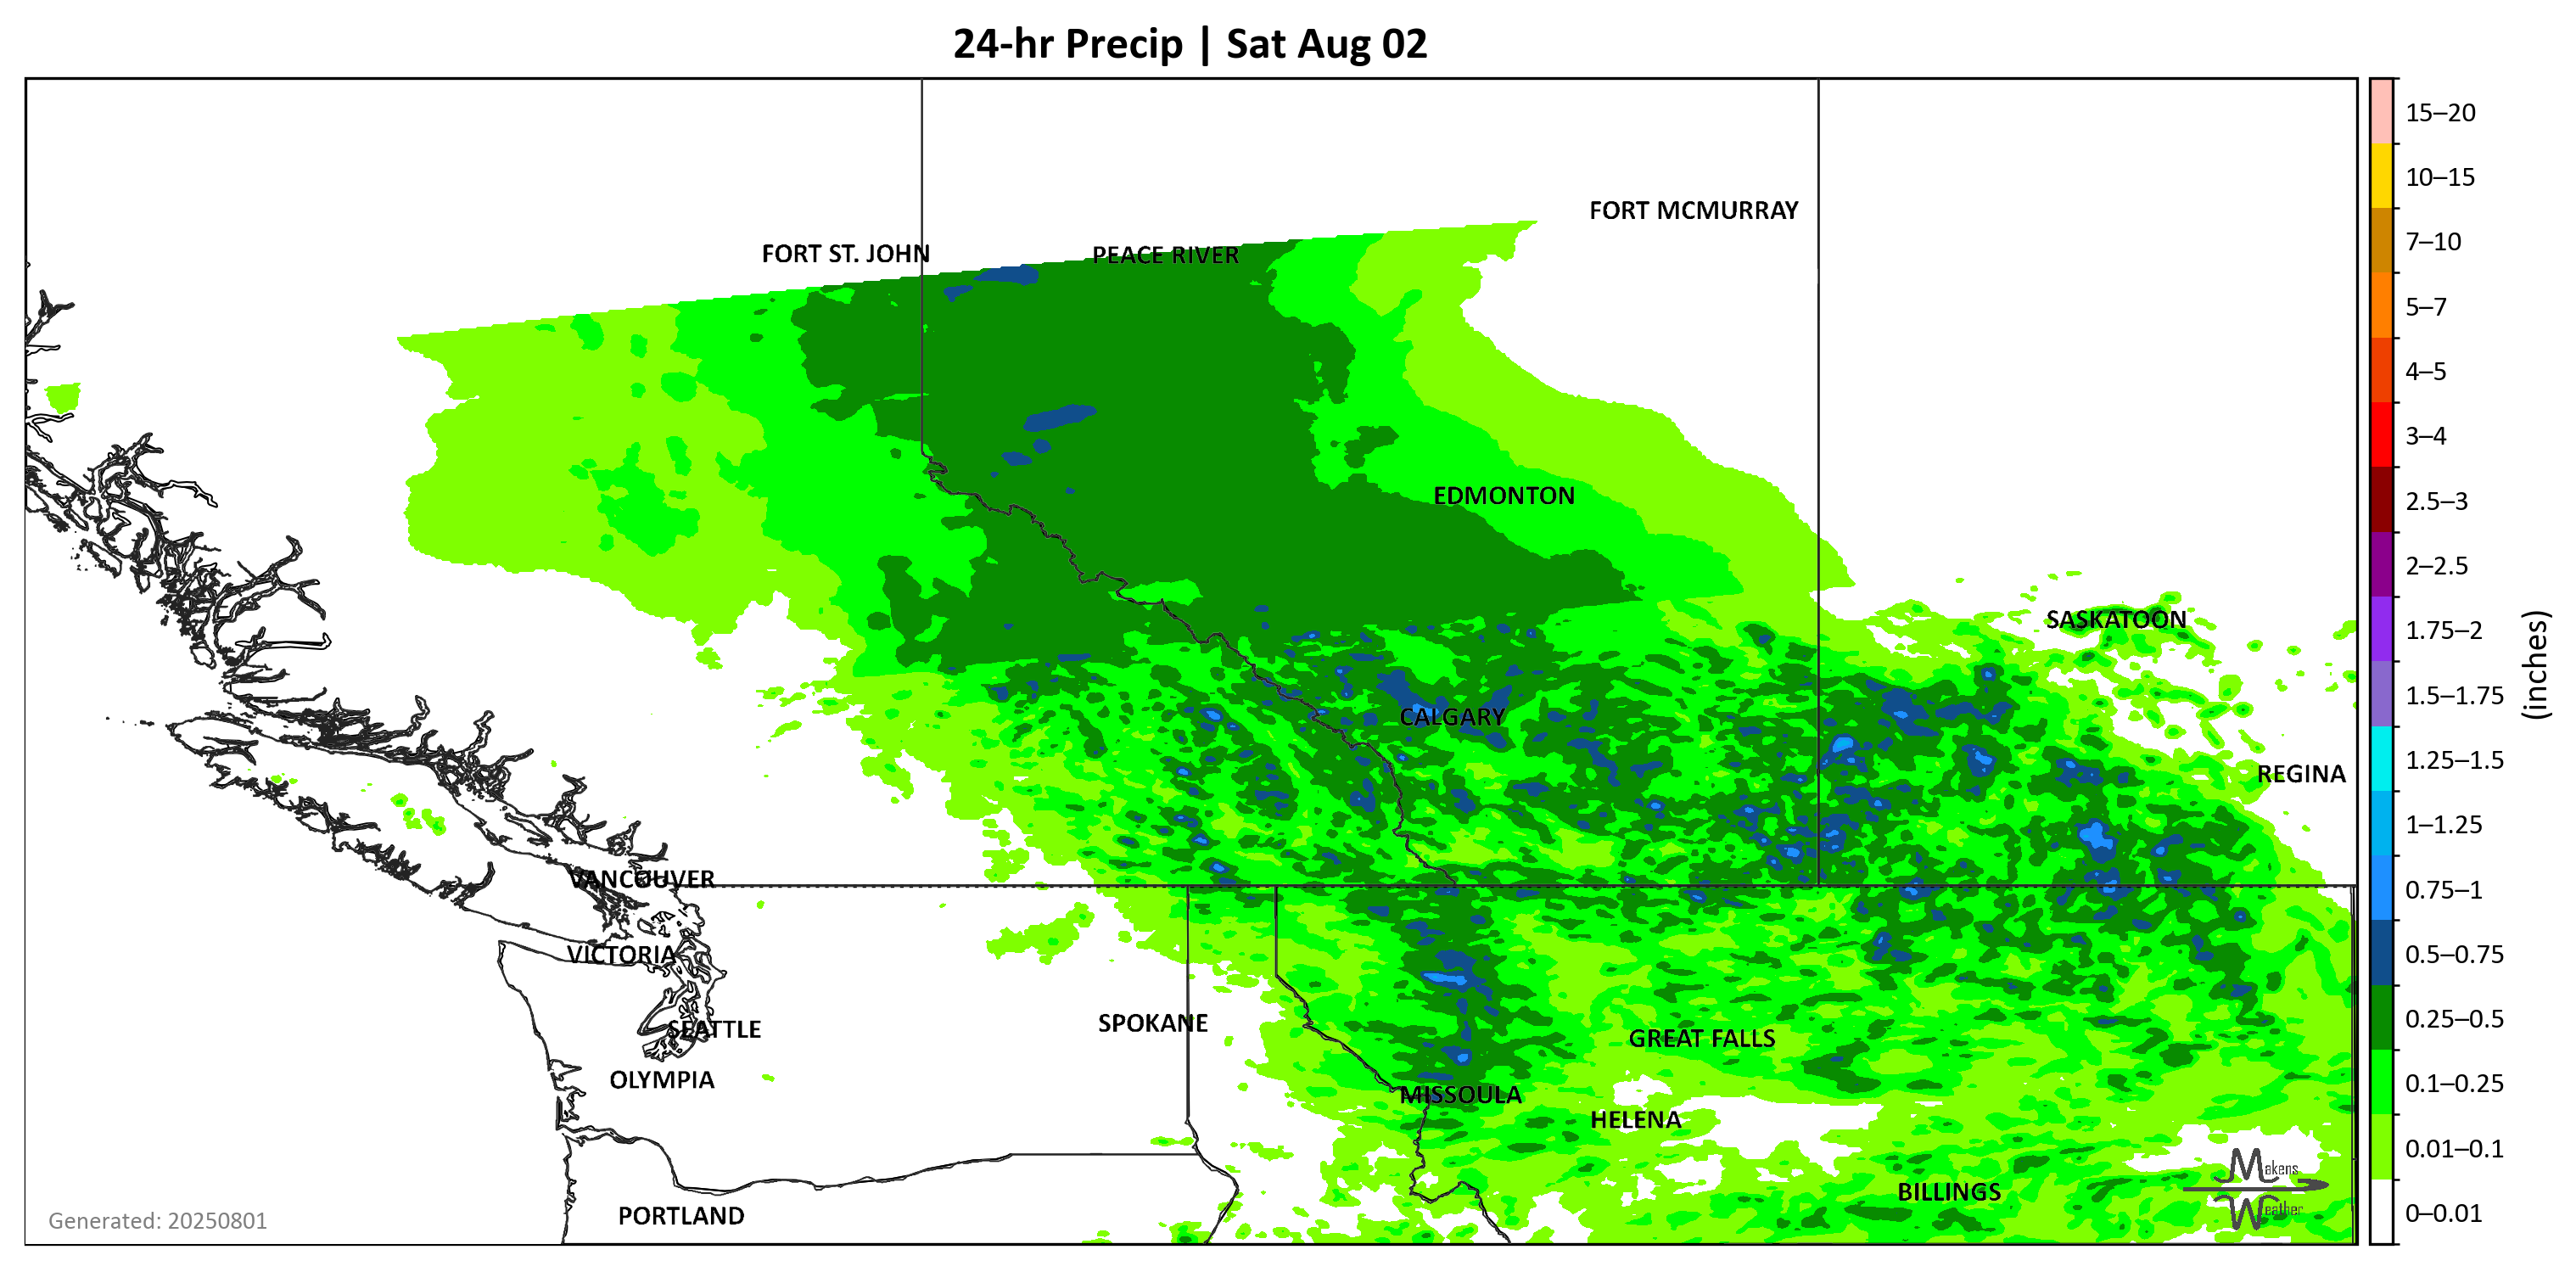 24-hr Precip | Sat Aug 02
15–20
10–15
FORT MCMURRAY
7–10
FORT ST. JOHN
PEACE RIVER
5–7
4–5
3–4
EDMONTON
2.5–3
2–2.5
SASKATOON
1.75–2
(inches)
1.5–1.75
CALGARY
1.25–1.5
REGINA
1–1.25
VANCOUVER
0.75–1
VICTORIA
0.5–0.75
SPOKANE
SEATTLE
GREAT FALLS
0.25–0.5
OLYMPIA
MISSOULA
0.1–0.25
HELENA
0.01–0.1
Makens
Weather
BILLINGS
PORTLAND
Generated: 20250801
0–0.01